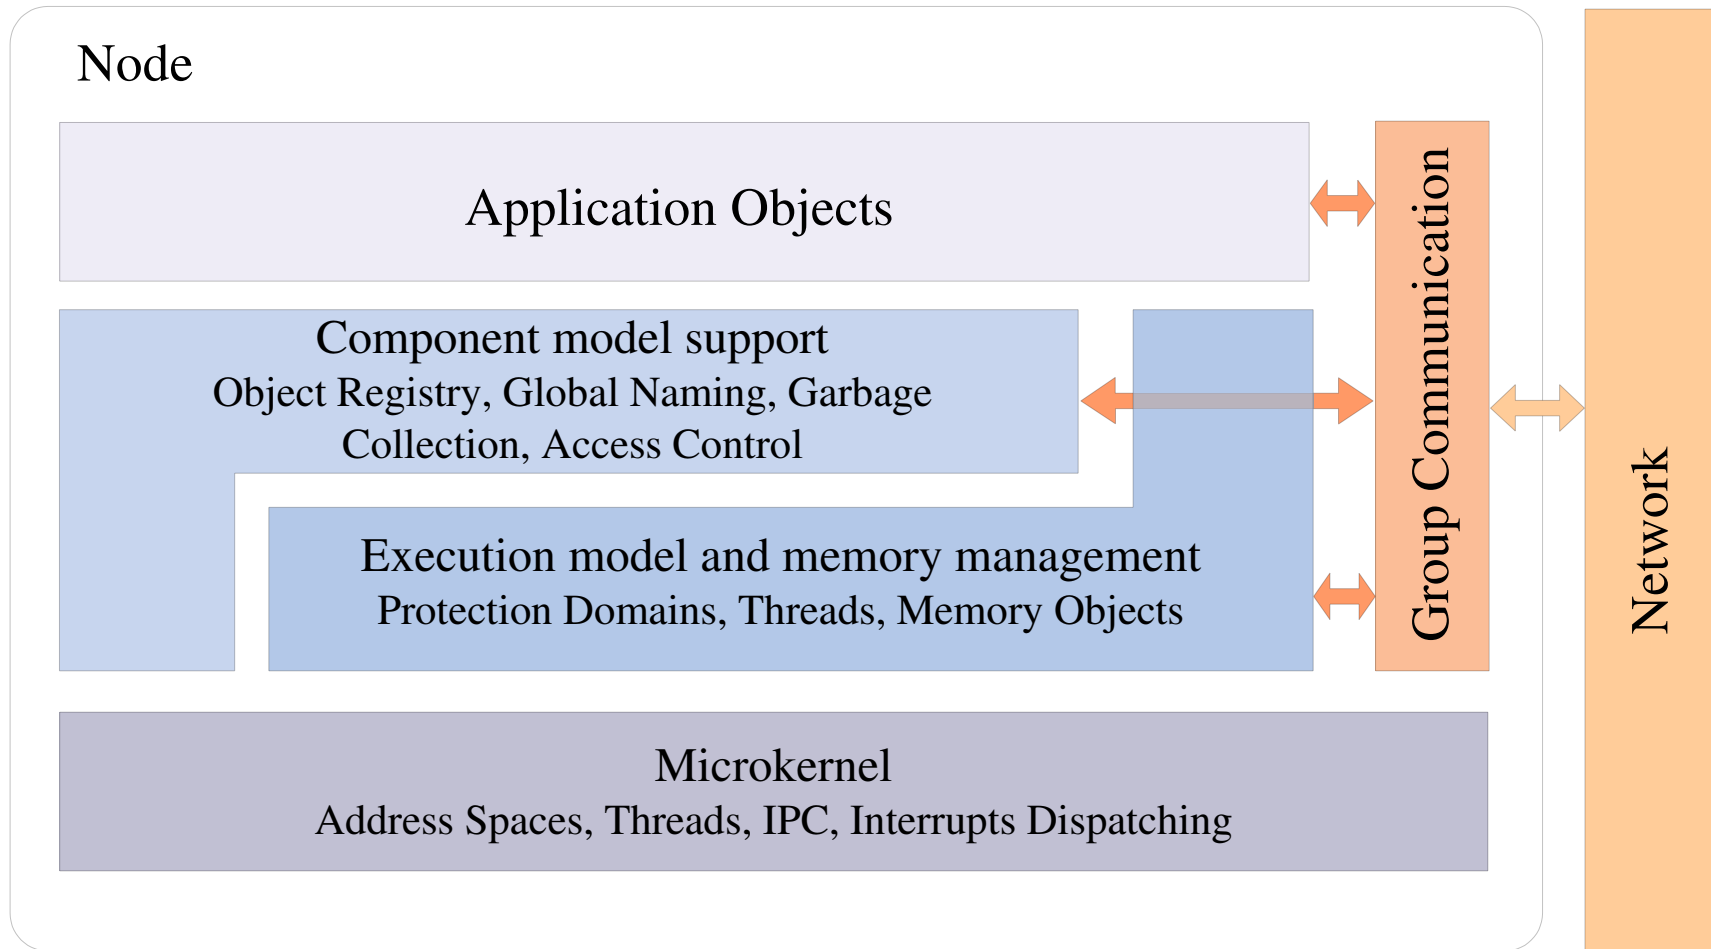 Node
Application Objects
Component model support
Object Registry, Global Naming, Garbage
Collection, Access Control
Execution model and memory management
Protection Domains, Threads, Memory Objects
Microkernel
Address Spaces, Threads, IPC, Interrupts Dispatching
Group Communication
Network